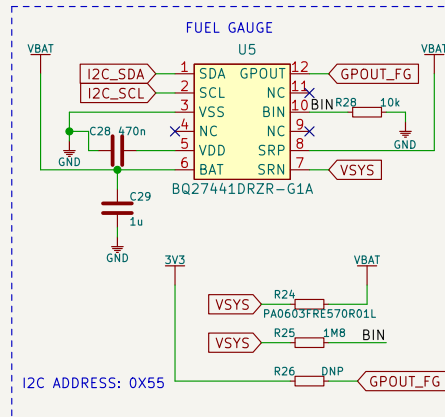 FUEL GAUGE
VBAT
U5
VBAT
I2C_SDA 1 SDA GPOUT 12 GPOUT_FG
I2C_SCL 2 SCL NC 11
3 VSS BIN 10 BIN R28 10k
C28 470n 4 NC NC 9
GND
GND
5 VDD SRP 8
6 BAT SRN 7 VSYS
BQ27441DRZR-G1A
C29
1u
GND
3V3
VBAT
VSYS R24
PA0603FRE570R01L
VSYS R25 1M8 BIN
R26 DNP GPOUT_FG
I2C ADDRESS: 0X55